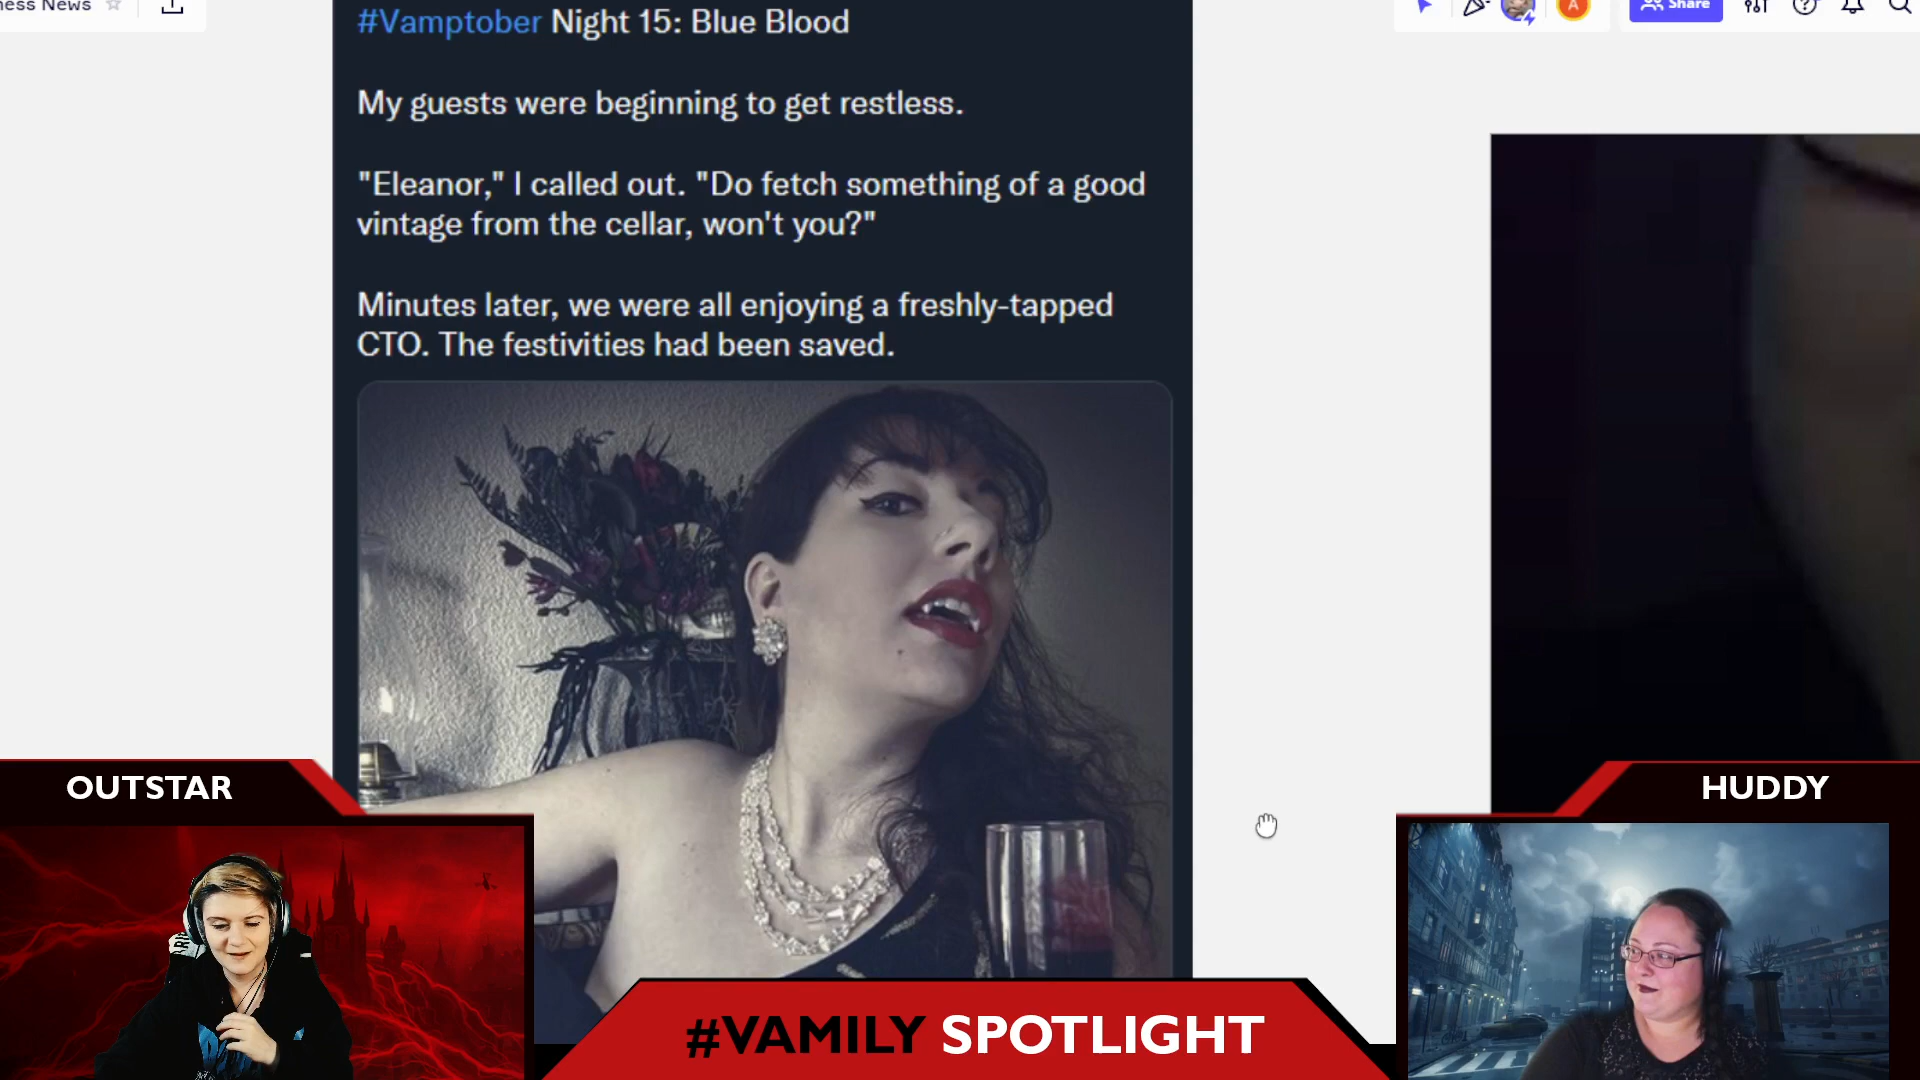 ness News
Share
A
#Vamptober Night 15: Blue Blood
My guests were beginning to get restless.
"Eleanor," I called out. "Do fetch something of a good
vintage from the cellar, won't you?"
Minutes later, we were all enjoying a freshly-tapped
CTO. The festivities had been saved.
OUTSTAR
HUDDY
#VAMILY SPOTLIGHT